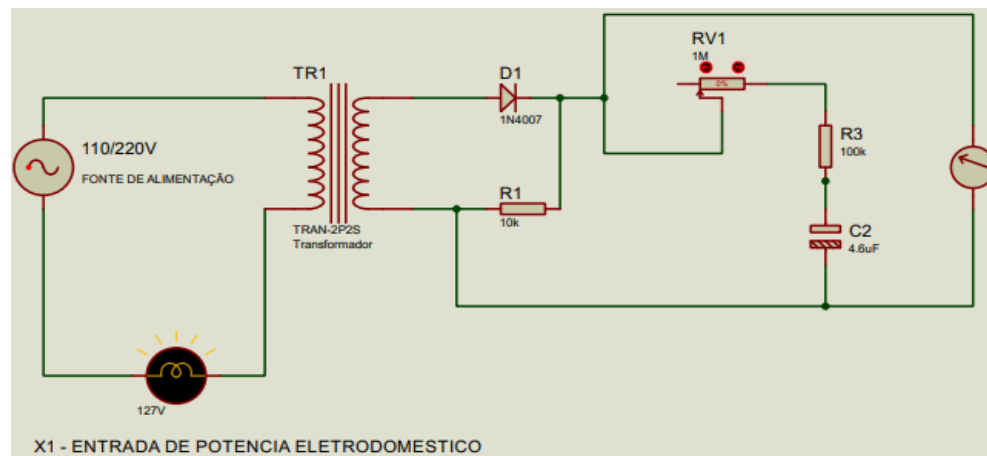 RV1
1M
0%
TR1
D1
1N4007
110/220V
FONTE DE ALIMENTAÇÃO
R3
100k
R1
10k
TRAN-2P2S
Transformador
C2
4.6uF
127V
X1 - ENTRADA DE POTENCIA ELETRODOMESTICO